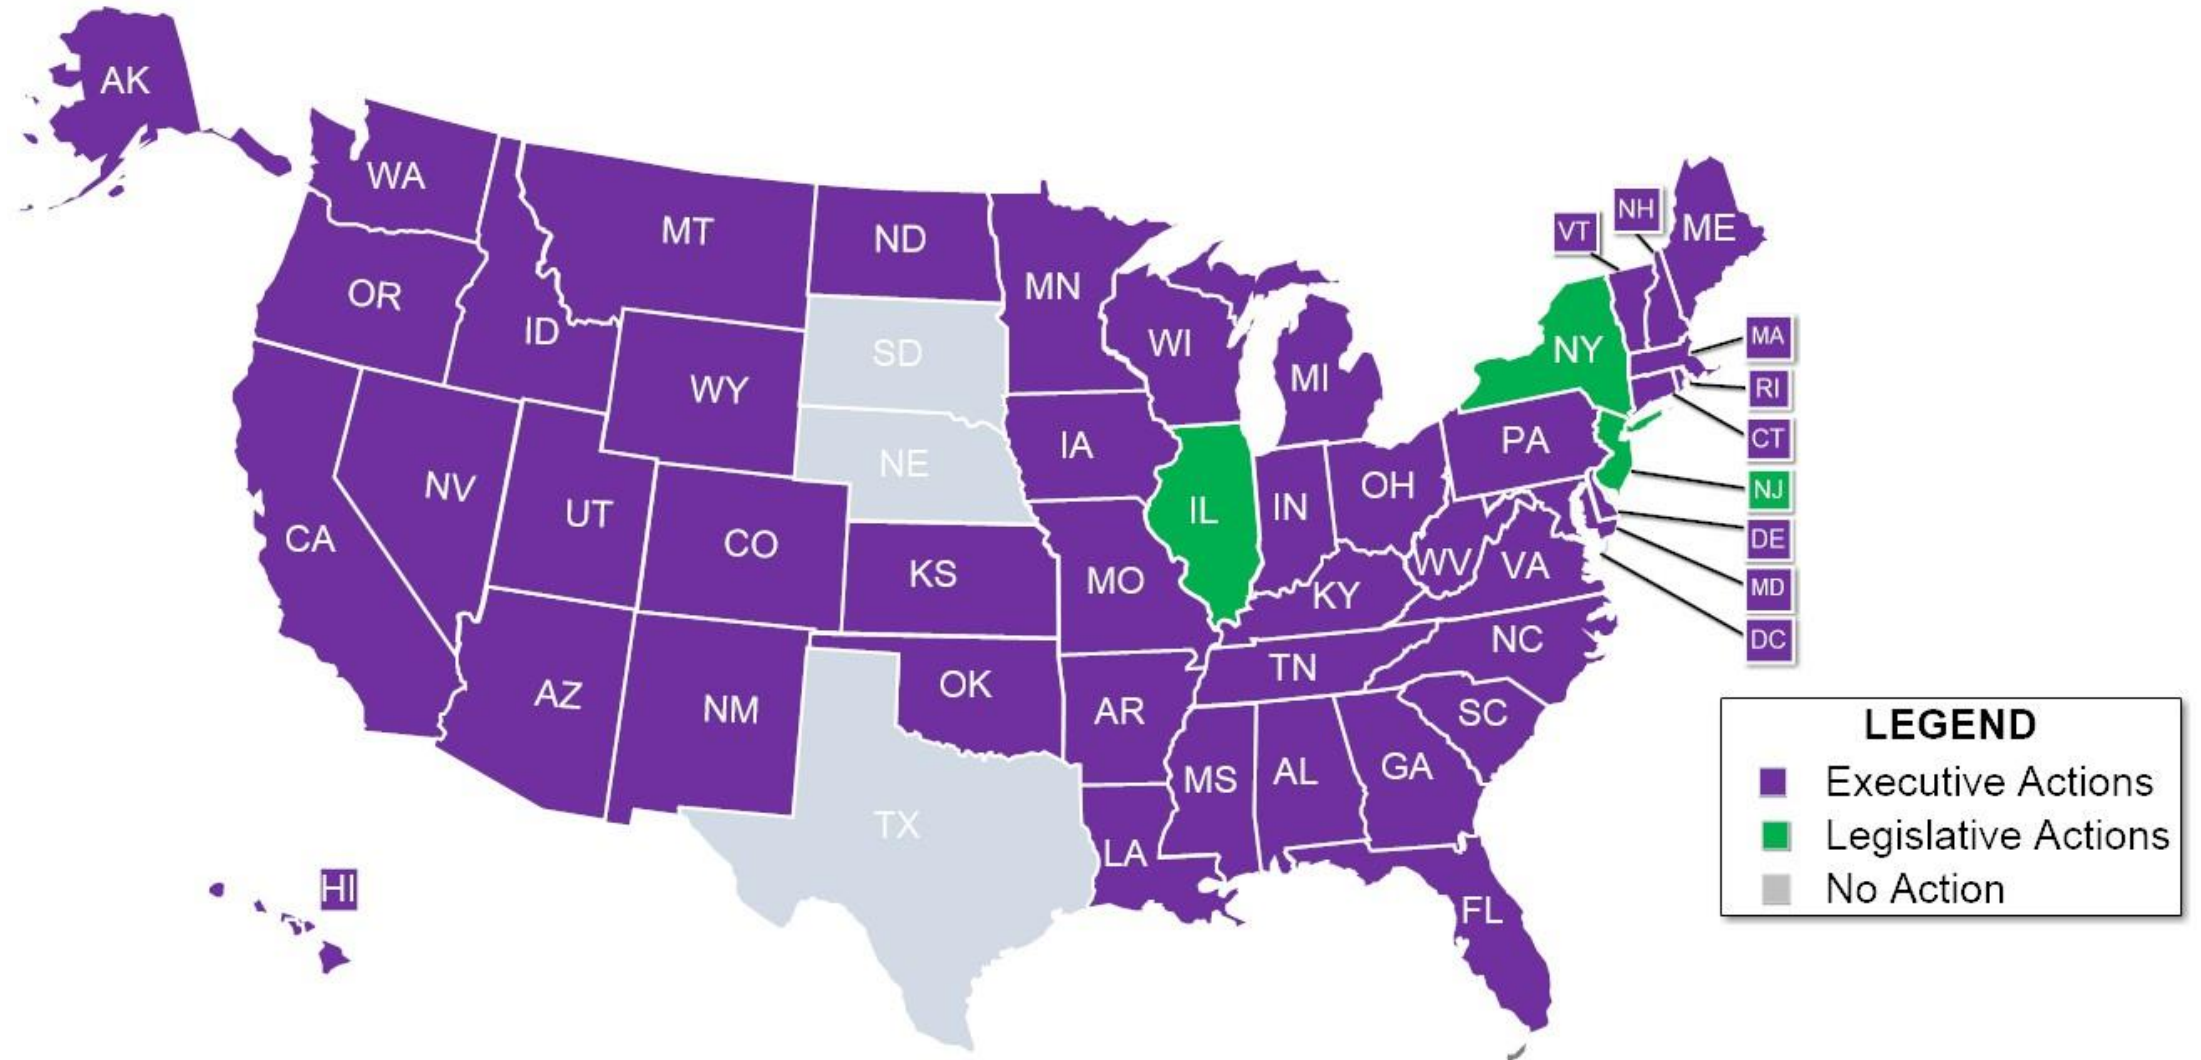 AK
WA
MT
ND
MN
VT
NH
ME
OR
ID
WY
SD
WI
MI
NY
MA
RI
CT
NJ
DE
MD
DC
NV
UT
CO
NE
IA
IL
IN
OH
PA
CA
KS
MO
KY
WV
VA
AZ
NM
OK
AR
TN
NC
SC
TX
LA
MS
AL
GA
FL
HI
LEGEND
Executive Actions
Legislative Actions
No Action